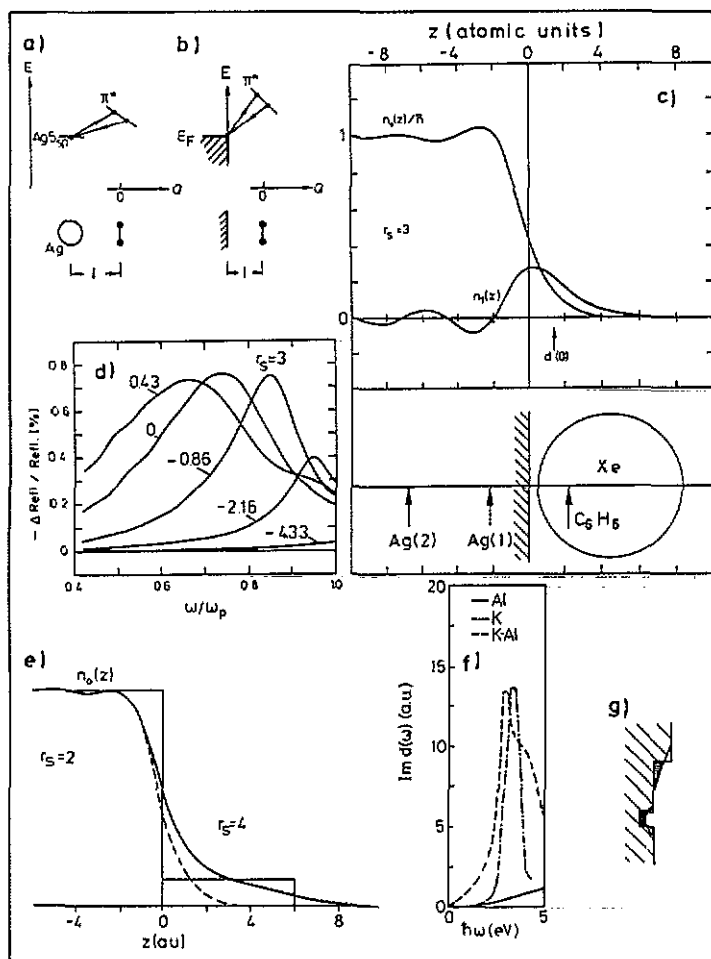 a)
E
π*
Ag5s
0
Q
Ag
l
b)
E
π*
E_F
0
Q
l
z (atomic units)
-8 -4 0 4 8
c)
n₀(z)/n̄
1
r_s=3
n₁(z)
0
d(0)
Xe
Ag(2) Ag(1) C₆H₆
d)
r_s=3
0.8
0.6
0.4
0.2
0
- Δ Refl / Refl. [%]
0.43
0
-0.86
-2.16
-4.33
0.4 0.6 0.8 1.0
ω/ω_p
e)
n₀(z)
r_s=2
r_s=4
-4 0 4 8
z[au]
f)
Al
K
K-Al
20
15
10
5
0
Im d(ω) (a.u.)
0 5
ħω(eV)
g)